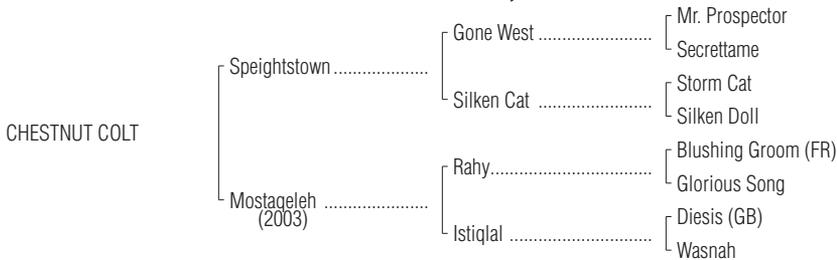 Mr. Prospector
Gone West ..........................
Secrettame
Speightstown .....................
Storm Cat
Silken Cat ..........................
Silken Doll
CHESTNUT COLT
Blushing Groom (FR)
Rahy.....................................
Glorious Song
Mostaqeleh .......................
(2003)
Diesis (GB)
Istiqlal .................................
Wasnah